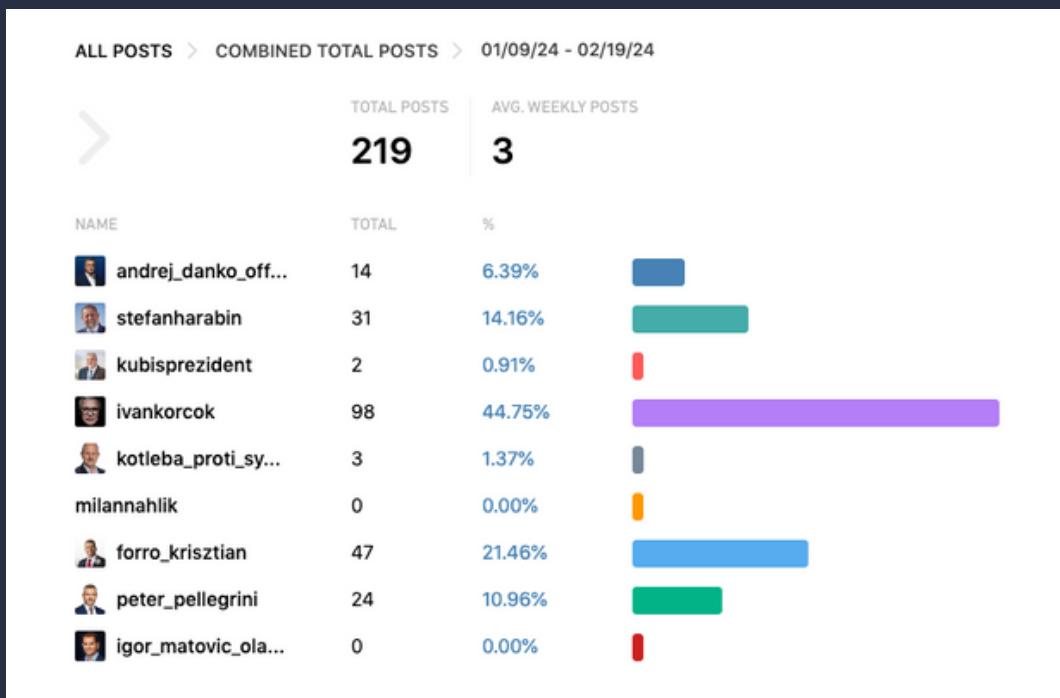 ALL POSTS > COMBINED TOTAL POSTS > 01/09/24 - 02/19/24
TOTAL POSTS AVG. WEEKLY POSTS
219 3
NAME TOTAL %
andrej_danko_off... 14 6.39%
stefanharabin 31 14.16%
kubisprezident 2 0.91%
ivankorcok 98 44.75%
kotleba_proti_sy... 3 1.37%
milannahlik 0 0.00%
forro_krisztian 47 21.46%
peter_pellegrini 24 10.96%
igor_matovic_ola... 0 0.00%